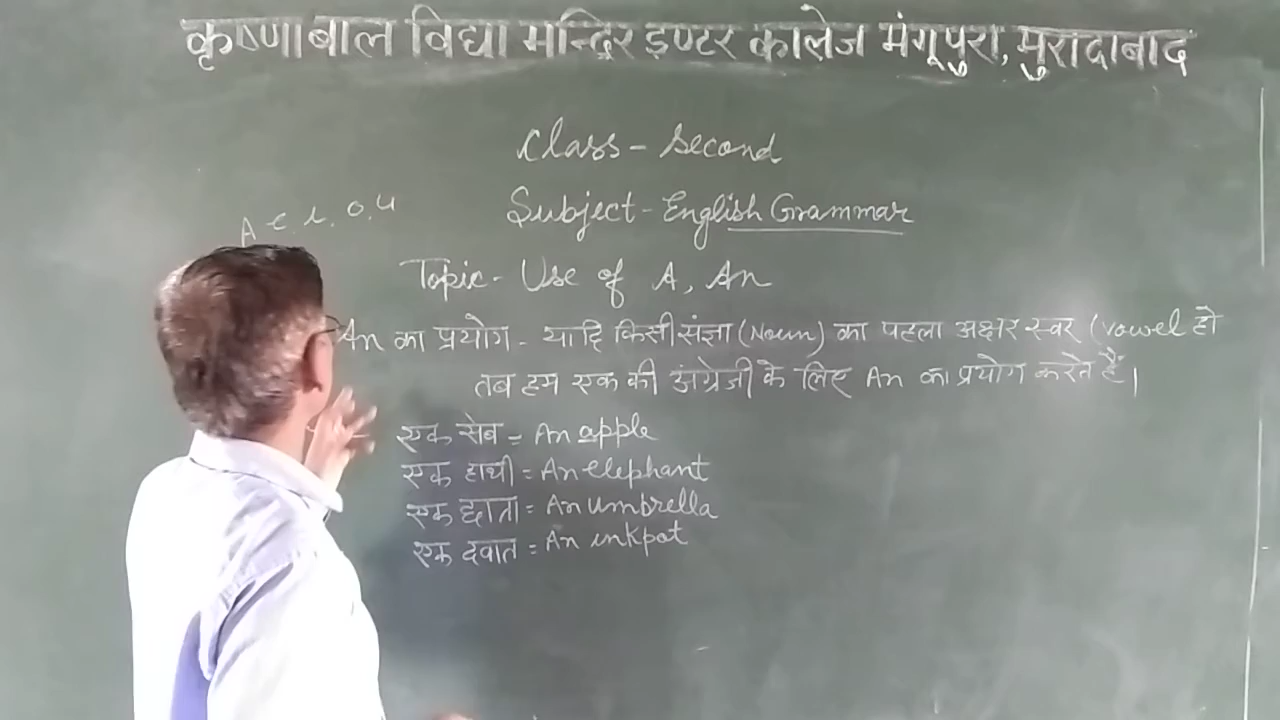 कृष्णा बाल विद्या मन्दिर इण्टर कालेज मंगूपुरा, मुरादाबाद
Class - Second
A e. i. o. u
Subject - English Grammar
Topic - Use of A, An
An का प्रयोग - यदि किसी संज्ञा (Noun) का पहला अक्षर स्वर (vowel हो
तब हम एक की अंग्रेजी के लिए An का प्रयोग करते हैं।
एक सेब = An apple
एक हाथी = An elephant
एक छाता = An umbrella
एक दवात = An inkpot